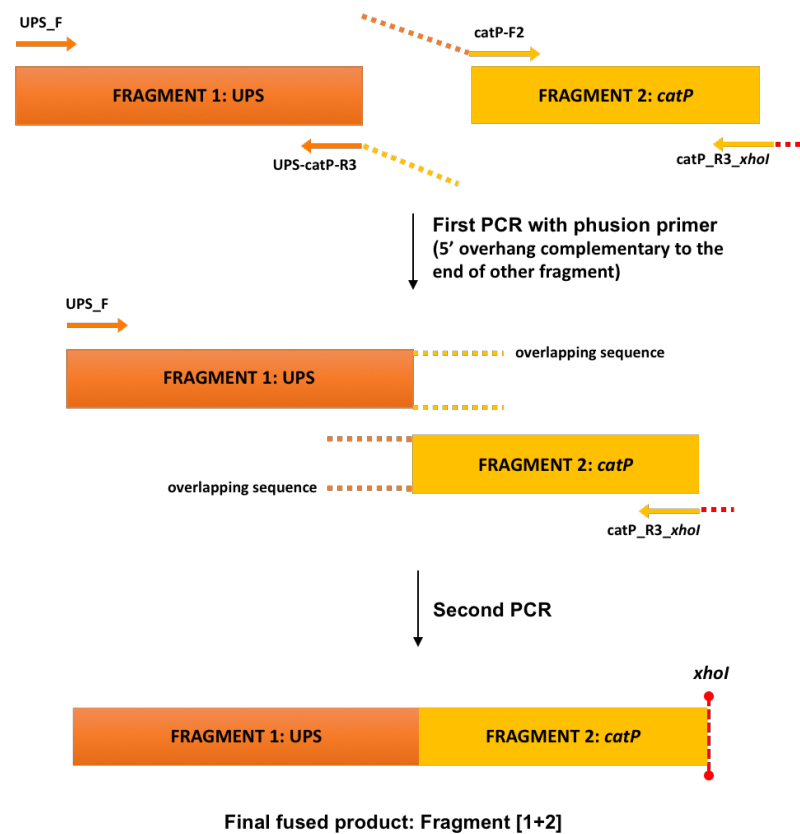 UPS_F
catP-F2
FRAGMENT 1: UPS
FRAGMENT 2: catP
UPS-catP-R3
catP_R3_xhoI
First PCR with phusion primer
(5’ overhang complementary to the
end of other fragment)
UPS_F
overlapping sequence
FRAGMENT 1: UPS
FRAGMENT 2: catP
overlapping sequence
catP_R3_xhoI
Second PCR
xhoI
FRAGMENT 1: UPS
FRAGMENT 2: catP
Final fused product: Fragment [1+2]